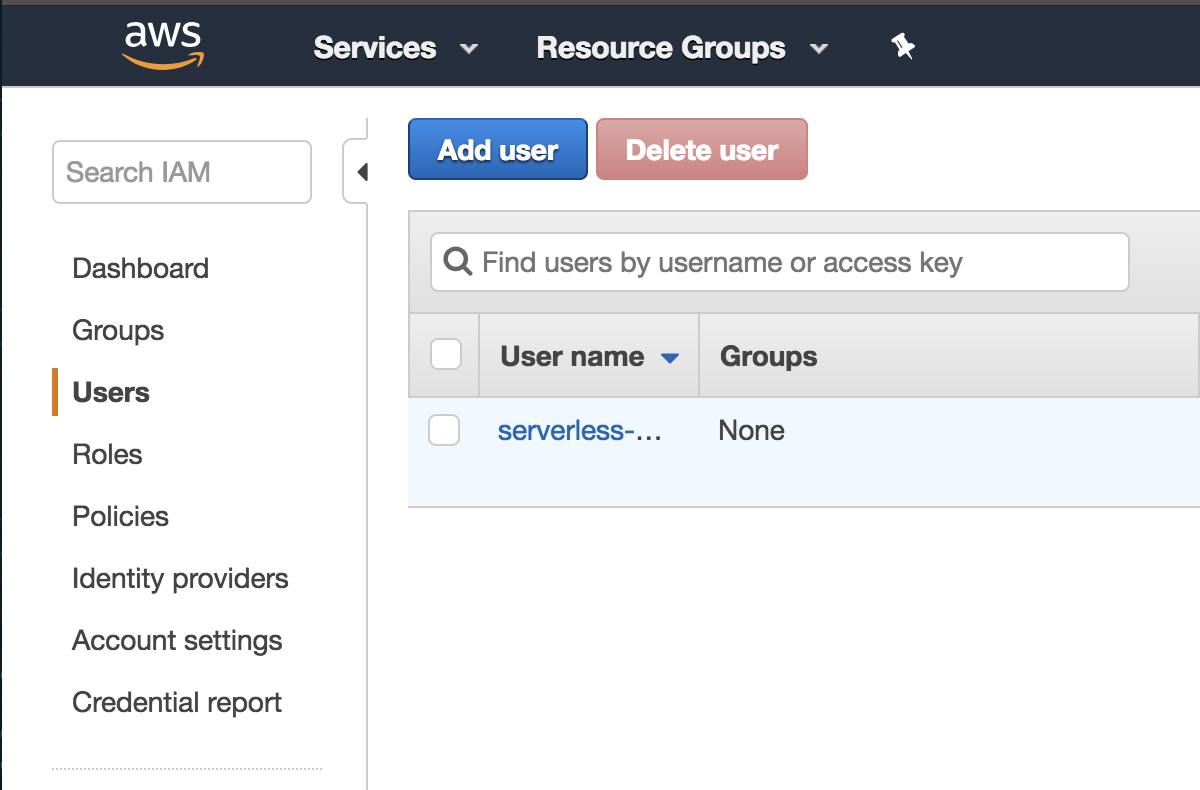 aws
Services
Resource Groups
Search IAM
Dashboard
Groups
Users
Roles
Policies
Identity providers
Account settings
Credential report
Add user
Delete user
Find users by username or access key
User name
Groups
serverless-...
None